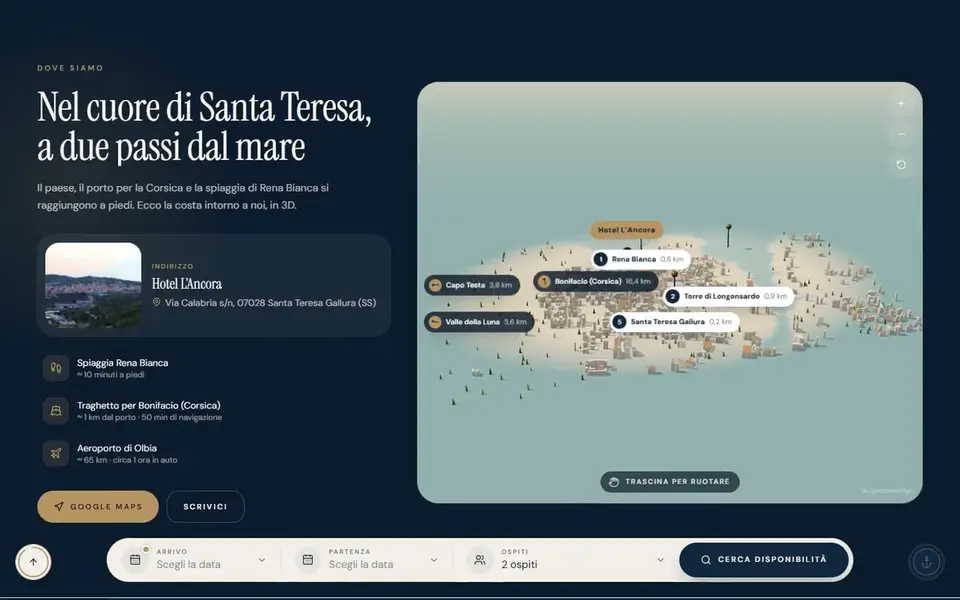 DOVE SIAMO
Nel cuore di Santa Teresa,
a due passi dal mare
Il paese, il porto per la Corsica e la spiaggia di Rena Bianca si
raggiungono a piedi. Ecco la costa intorno a noi, in 3D.
INDIRIZZO
Hotel L'Ancora
Via Calabria s/n, 07028 Santa Teresa Gallura (SS)
Spiaggia Rena Bianca
≈ 10 minuti a piedi
Traghetto per Bonifacio (Corsica)
≈ 1 km dal porto · 50 min di navigazione
Aeroporto di Olbia
≈ 65 km · circa 1 ora in auto
GOOGLE MAPS
SCRIVICI
Hotel L'Ancora
1 Rena Bianca 0,6 km
Capo Testa 3,8 km
Bonifacio (Corsica) 16,4 km
2 Torre di Longonsardo 0,9 km
Valle della Luna 3,6 km
5 Santa Teresa Gallura 0,2 km
TRASCINA PER RUOTARE
ARRIVO
Scegli la data
PARTENZA
Scegli la data
OSPITI
2 ospiti
CERCA DISPONIBILITÀ